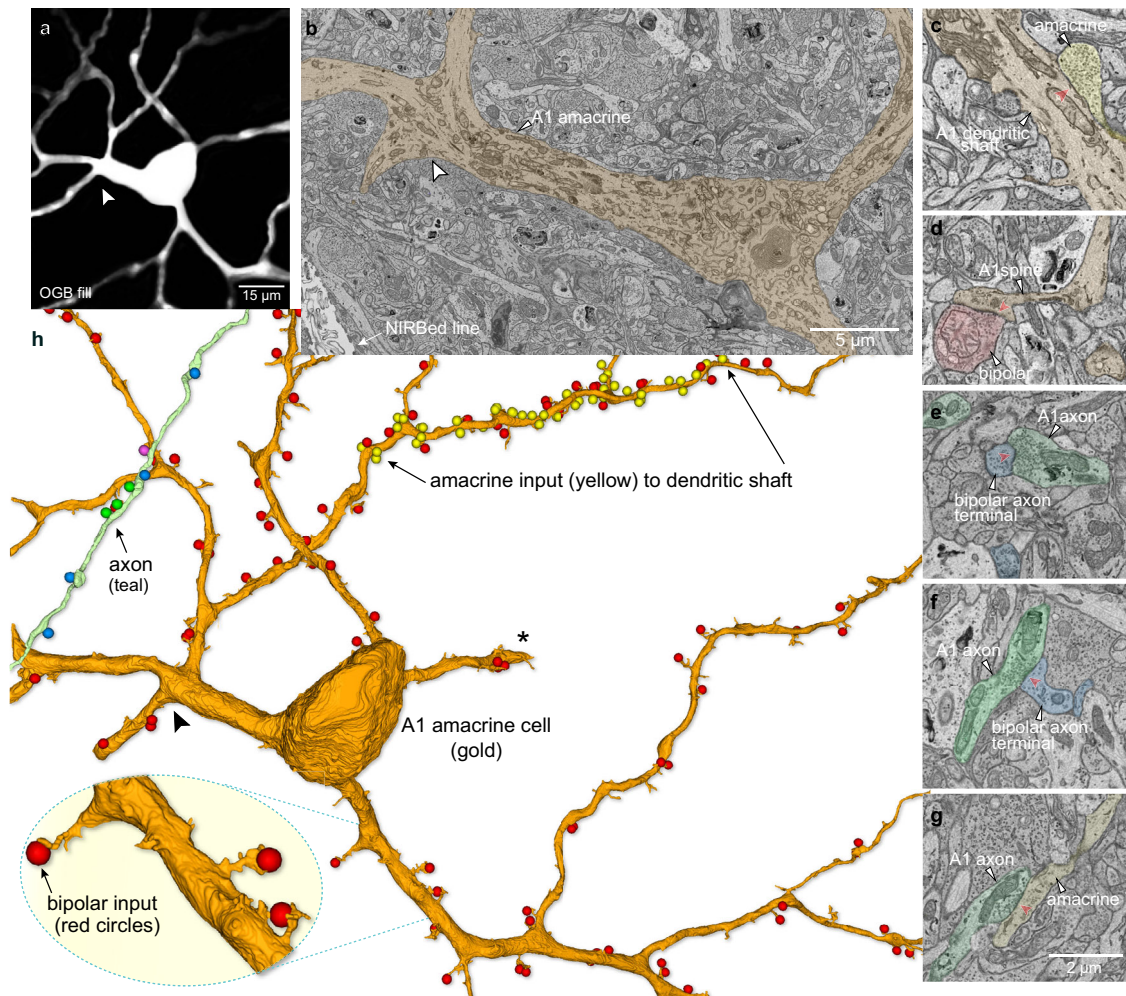 a
OGB fill
15 µm
b
A1 amacrine
NIRBed line
5 µm
c
amacrine
A1 dendritic
shaft
d
A1spine
bipolar
e
A1axon
bipolar axon
terminal
f
A1 axon
bipolar axon
terminal
g
A1 axon
amacrine
2 µm
h
amacrine input (yellow) to dendritic shaft
axon
(teal)
*
A1 amacrine cell
(gold)
bipolar input
(red circles)